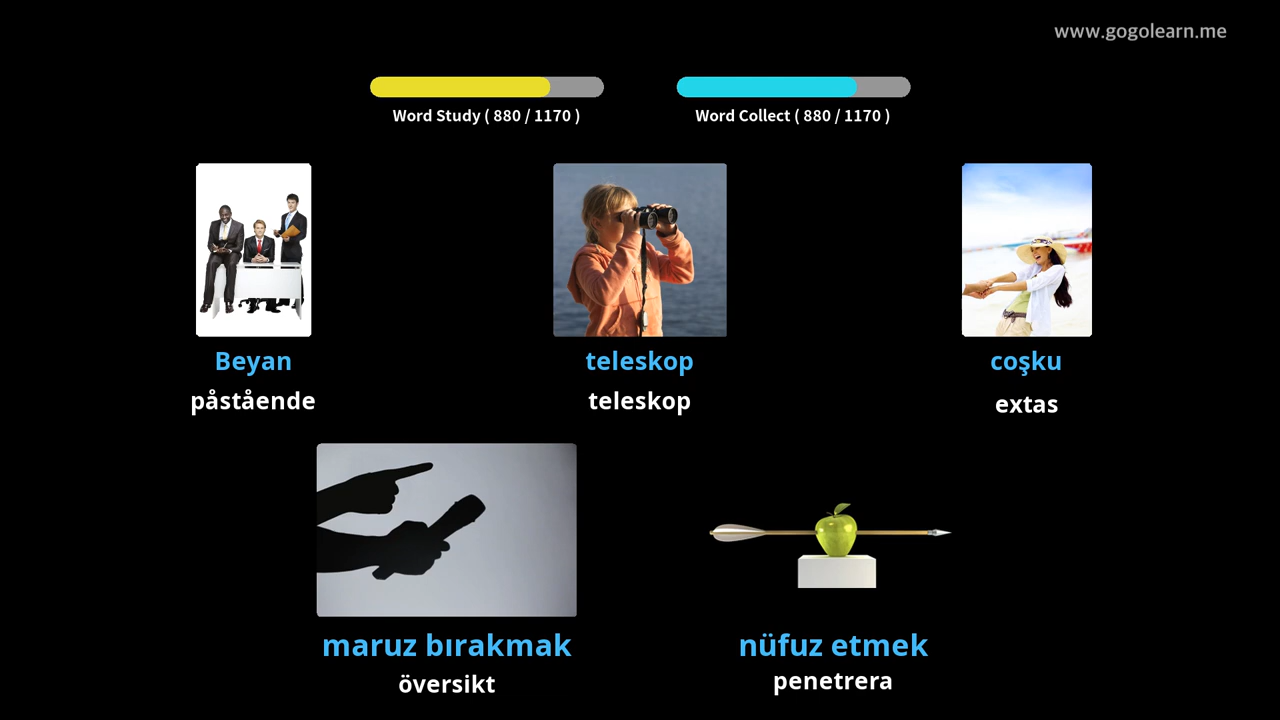 www.gogolearn.me
Word Study ( 880 / 1170 )
Word Collect ( 880 / 1170 )
Beyan
påstående
teleskop
teleskop
coşku
extas
maruz bırakmak
översikt
nüfuz etmek
penetrera